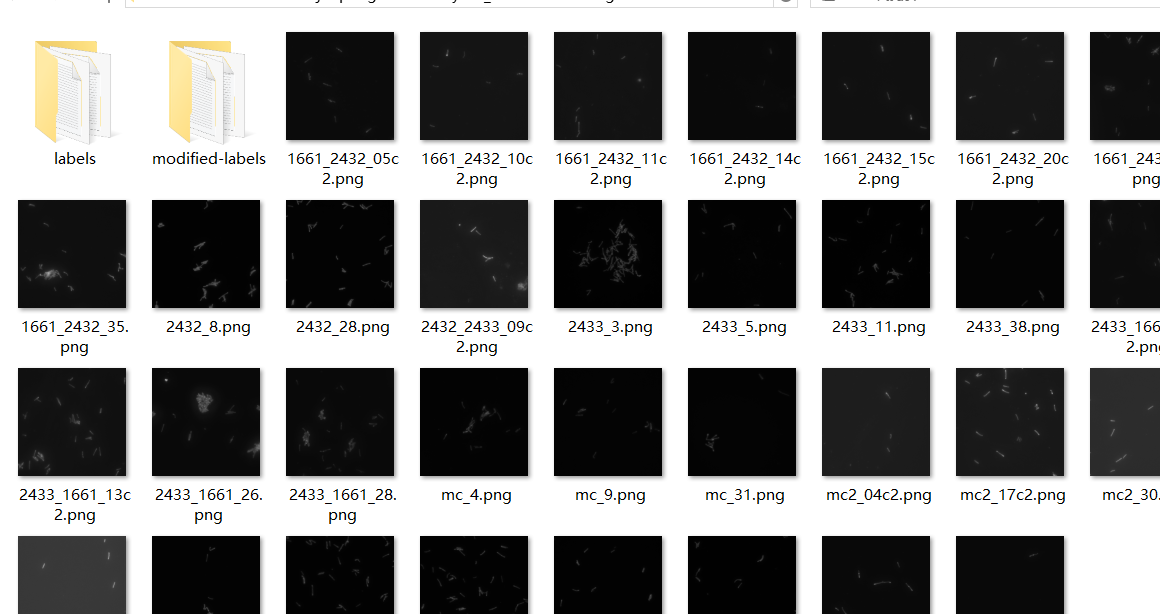 labels
modified-labels
1661_2432_05c
2.png
1661_2432_10c
2.png
1661_2432_11c
2.png
1661_2432_14c
2.png
1661_2432_15c
2.png
1661_2432_20c
2.png
1661_243
png
1661_2432_35.
png
2432_8.png
2432_28.png
2432_2433_09c
2.png
2433_3.png
2433_5.png
2433_11.png
2433_38.png
2433_166
2.png
2433_1661_13c
2.png
2433_1661_26.
png
2433_1661_28.
png
mc_4.png
mc_9.png
mc_31.png
mc2_04c2.png
mc2_17c2.png
mc2_30.